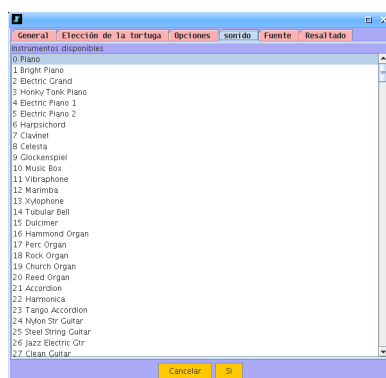 General Elección de la tortuga Opciones sonido Fuente Resaltado
Instrumentos disponibles
0 Piano
1 Bright Piano
2 Electric Grand
3 Honky Tonk Piano
4 Electric Piano 1
5 Electric Piano 2
6 Harpsichord
7 Clavinet
8 Celesta
9 Glockenspiel
10 Music Box
11 Vibraphone
12 Marimba
13 Xylophone
14 Tubular Bell
15 Dulcimer
16 Hammond Organ
17 Perc Organ
18 Rock Organ
19 Church Organ
20 Reed Organ
21 Accordion
22 Harmonica
23 Tango Accordion
24 Nylon Str Guitar
25 Steel String Guitar
26 Jazz Electric Gtr
27 Clean Guitar
Cancelar Si